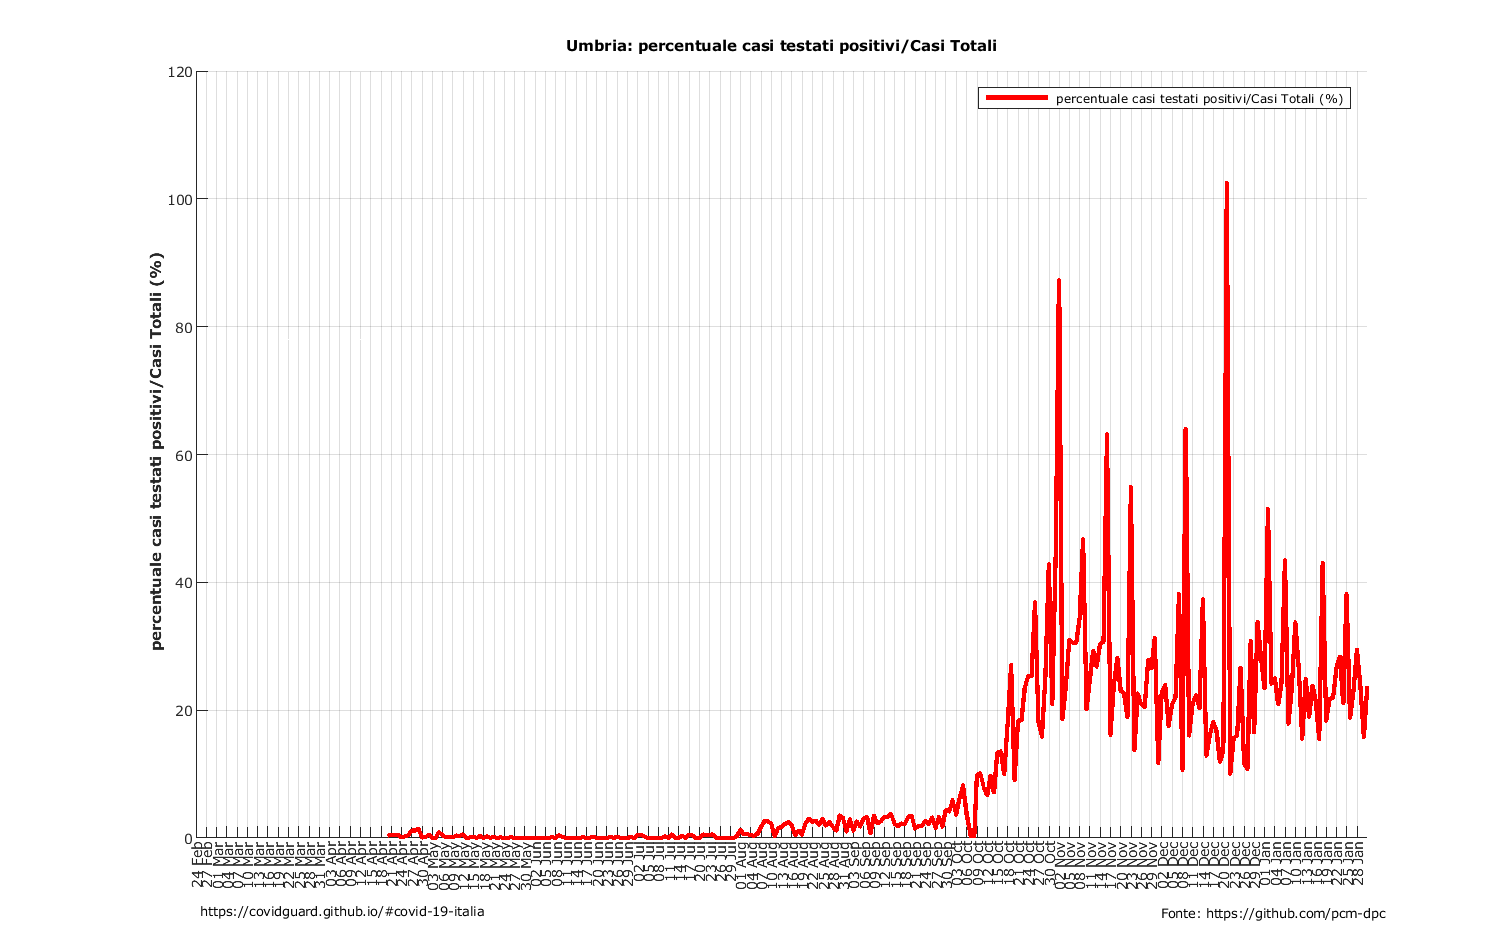 Umbria: percentuale casi testati positivi/Casi Totali
percentuale casi testati positivi/Casi Totali (%)
percentuale casi testati positivi/Casi Totali (%)
120
100
80
60
40
20
0
24 Feb
27 Feb
01 Mar
04 Mar
07 Mar
10 Mar
13 Mar
16 Mar
19 Mar
22 Mar
25 Mar
28 Mar
31 Mar
03 Apr
06 Apr
09 Apr
12 Apr
15 Apr
18 Apr
21 Apr
24 Apr
27 Apr
30 Apr
03 May
06 May
09 May
12 May
15 May
18 May
21 May
24 May
27 May
30 May
02 Jun
05 Jun
08 Jun
11 Jun
14 Jun
17 Jun
20 Jun
23 Jun
26 Jun
29 Jun
02 Jul
05 Jul
08 Jul
11 Jul
14 Jul
17 Jul
20 Jul
23 Jul
26 Jul
29 Jul
01 Aug
04 Aug
07 Aug
10 Aug
13 Aug
16 Aug
19 Aug
22 Aug
25 Aug
28 Aug
31 Aug
03 Sep
06 Sep
09 Sep
12 Sep
15 Sep
18 Sep
21 Sep
24 Sep
27 Sep
30 Sep
03 Oct
06 Oct
09 Oct
12 Oct
15 Oct
18 Oct
21 Oct
24 Oct
27 Oct
30 Oct
02 Nov
05 Nov
08 Nov
11 Nov
14 Nov
17 Nov
20 Nov
23 Nov
26 Nov
29 Nov
02 Dec
05 Dec
08 Dec
11 Dec
14 Dec
17 Dec
20 Dec
23 Dec
26 Dec
29 Dec
01 Jan
04 Jan
07 Jan
10 Jan
13 Jan
16 Jan
19 Jan
22 Jan
25 Jan
28 Jan
https://covidguard.github.io/#covid-19-italia
Fonte: https://github.com/pcm-dpc